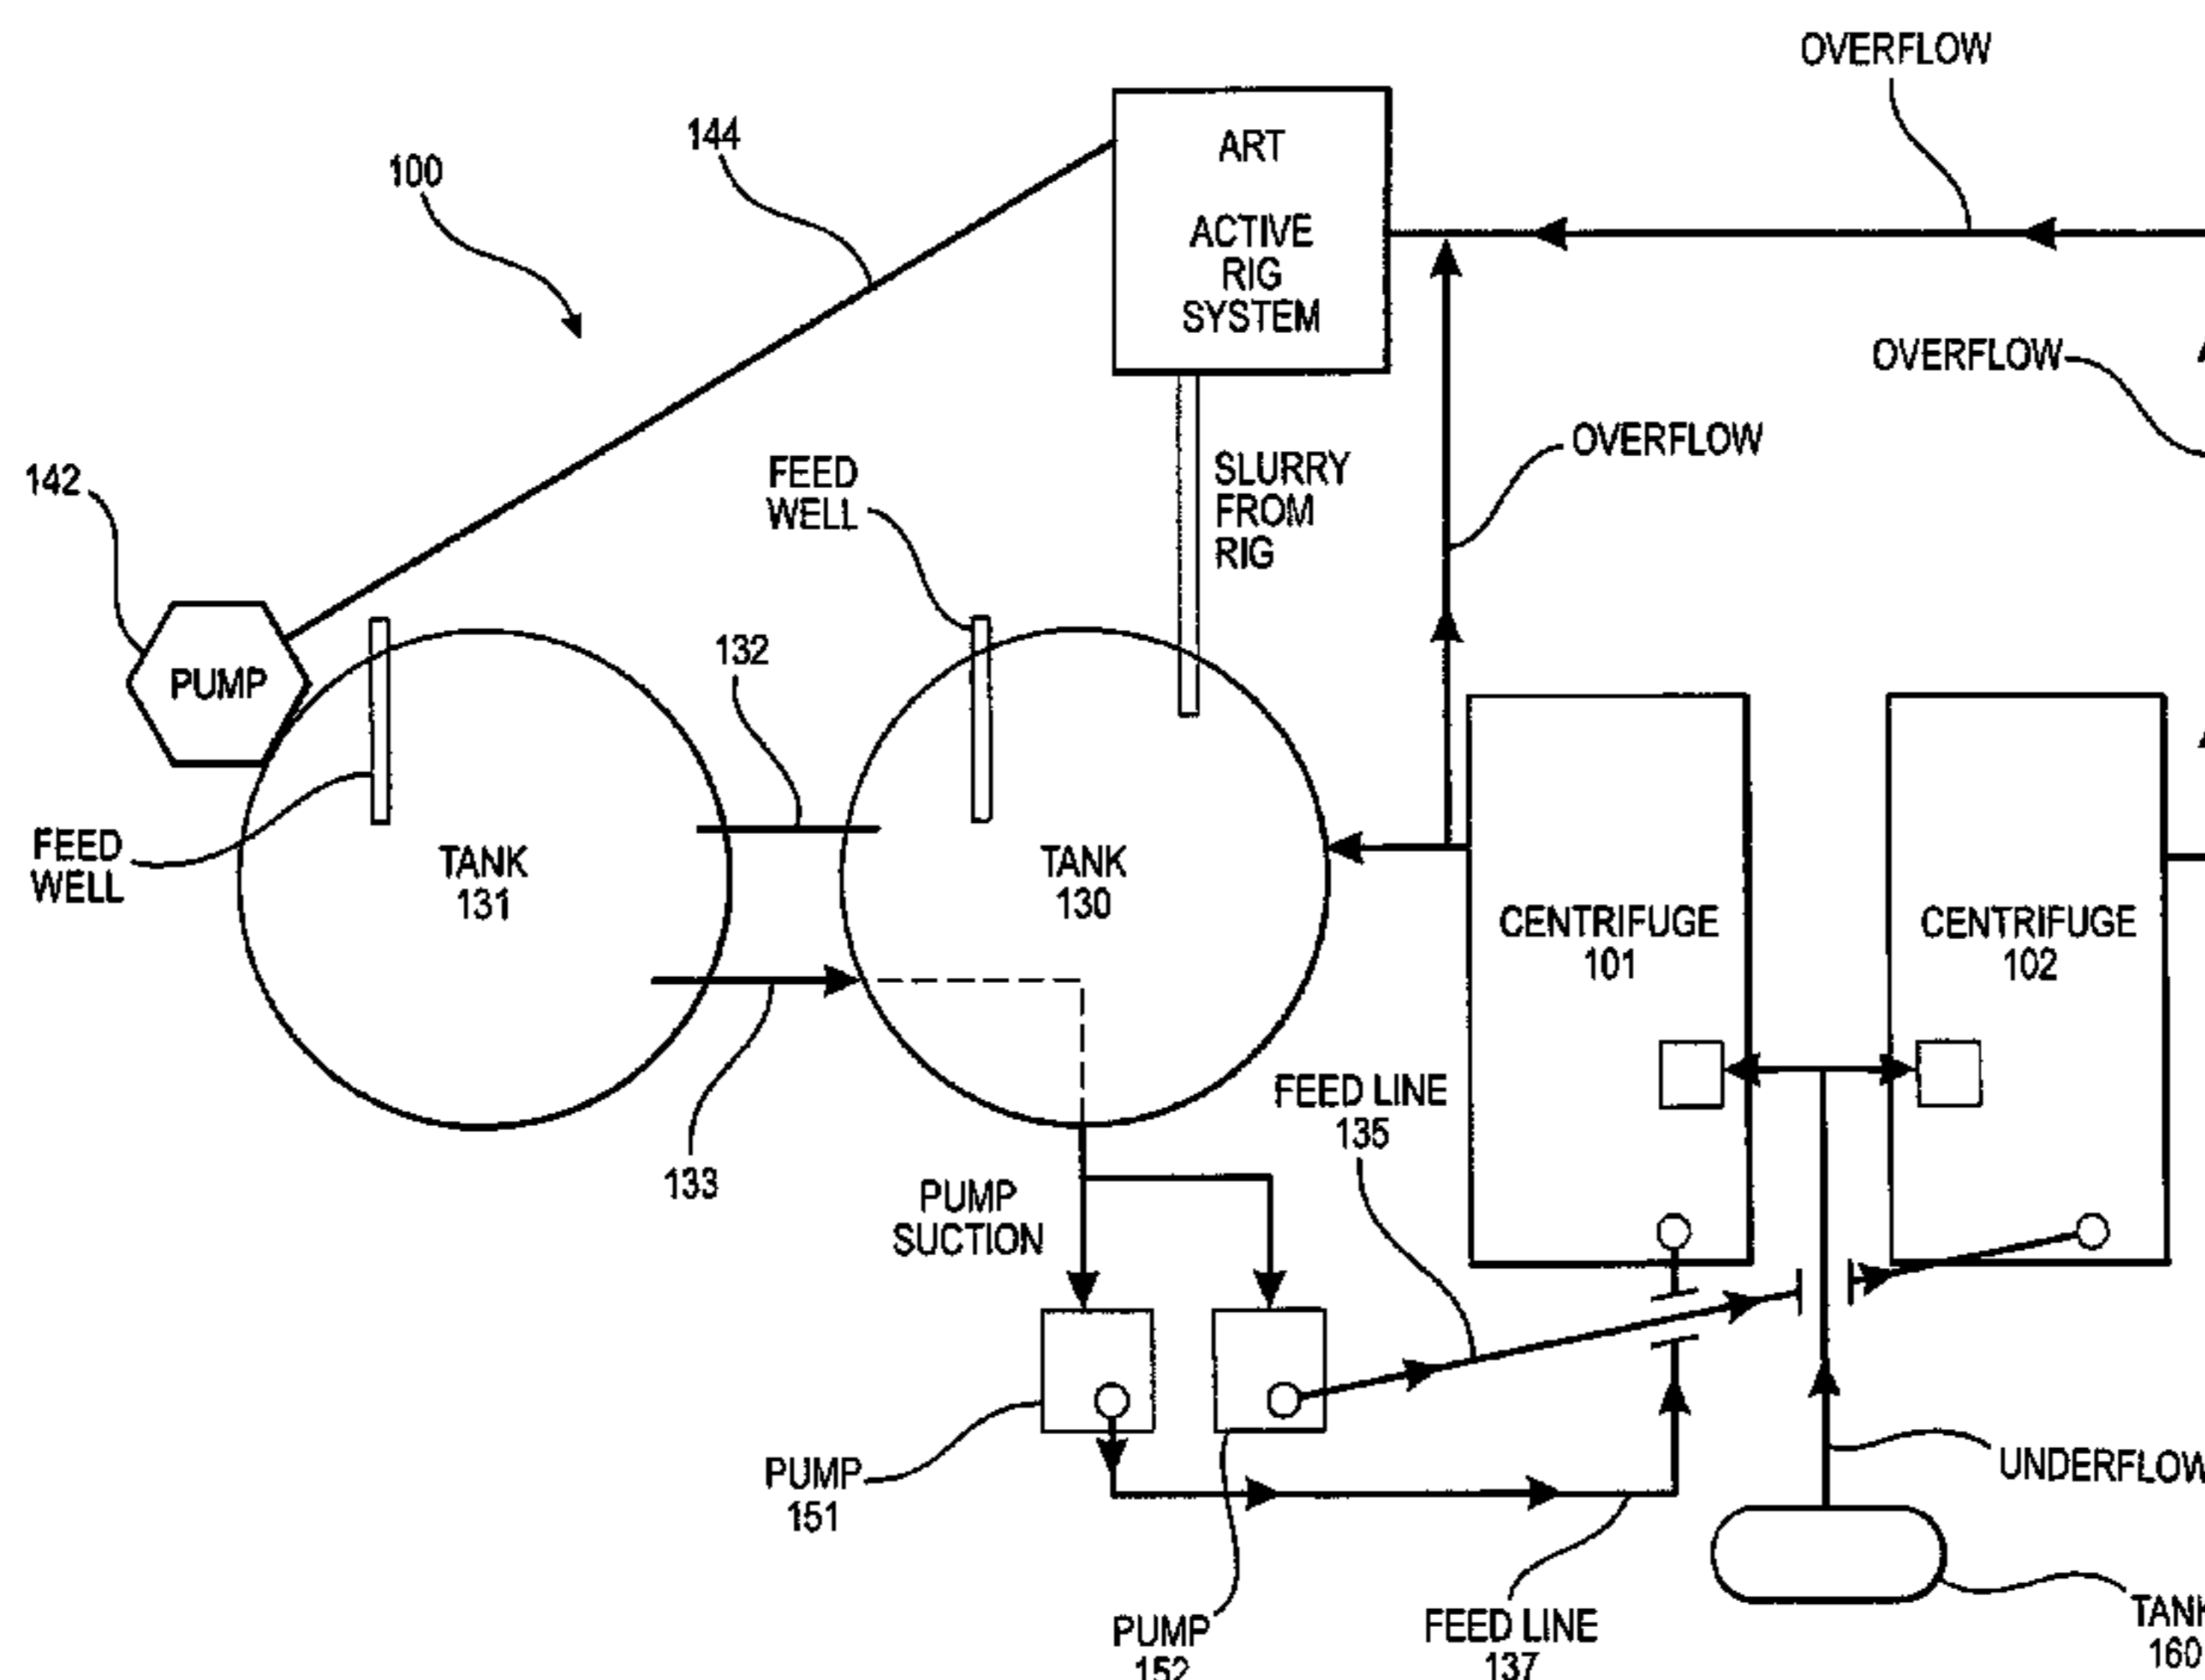 OVERFLOW
144
ART
100
ACTIVE
RIG
SYSTEM
OVERFLOW
OVERFLOW
FEED
WELL
SLURRY
FROM
RIG
142
PUMP
132
FEED
WELL
TANK
131
TANK
130
CENTRIFUGE
101
CENTRIFUGE
102
FEED LINE
135
133
PUMP
SUCTION
PUMP
151
UNDERFLOW
PUMP
152
FEED LINE
137
TANK
160